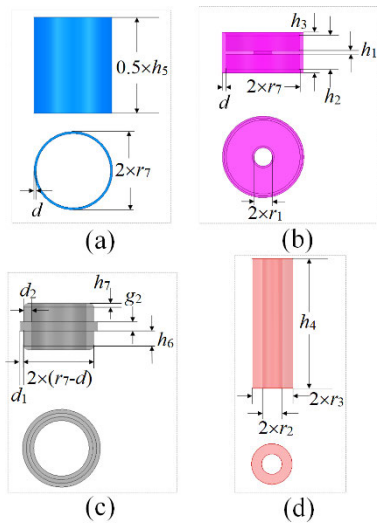 0.5×h₅
2×r₇
d
(a)
h₃
h₁
d
2×r₇
h₂
2×r₁
(b)
h₇
d₂
g₂
h₆
2×(r₇-d)
d₁
(c)
h₄
2×r₃
2×r₂
(d)